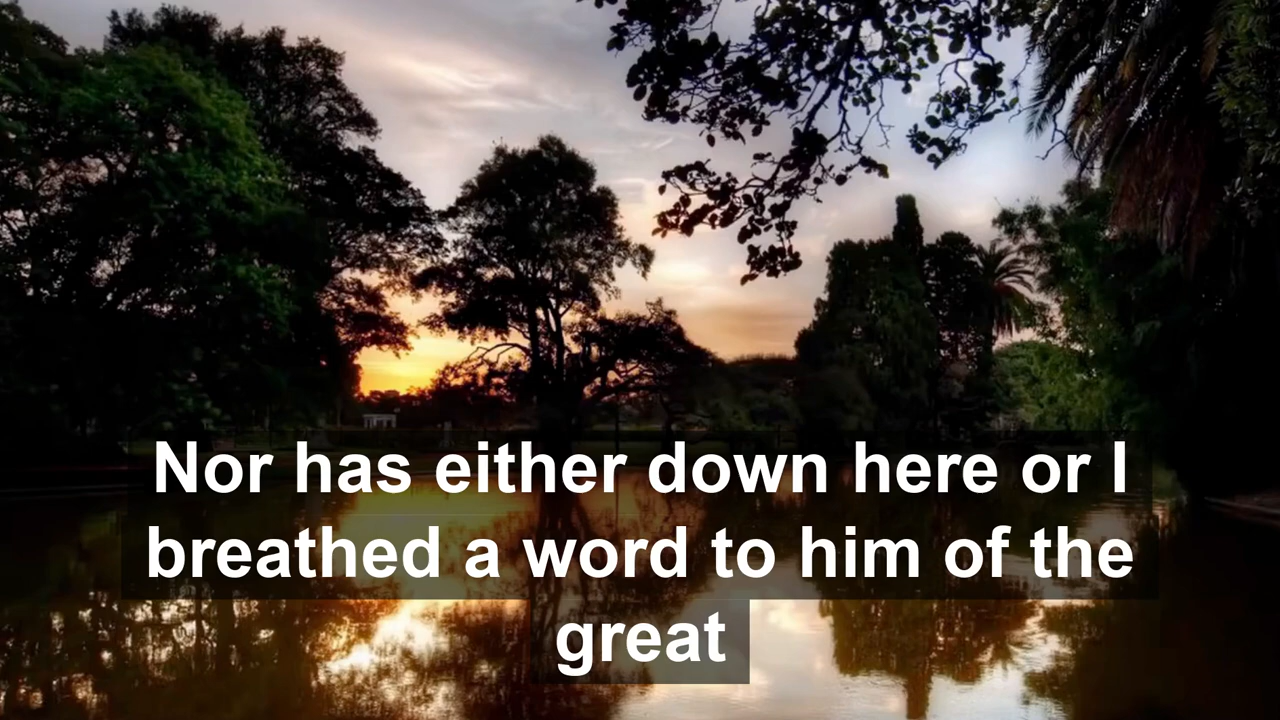 Nor has either down here or I
breathed a word to him of the
great